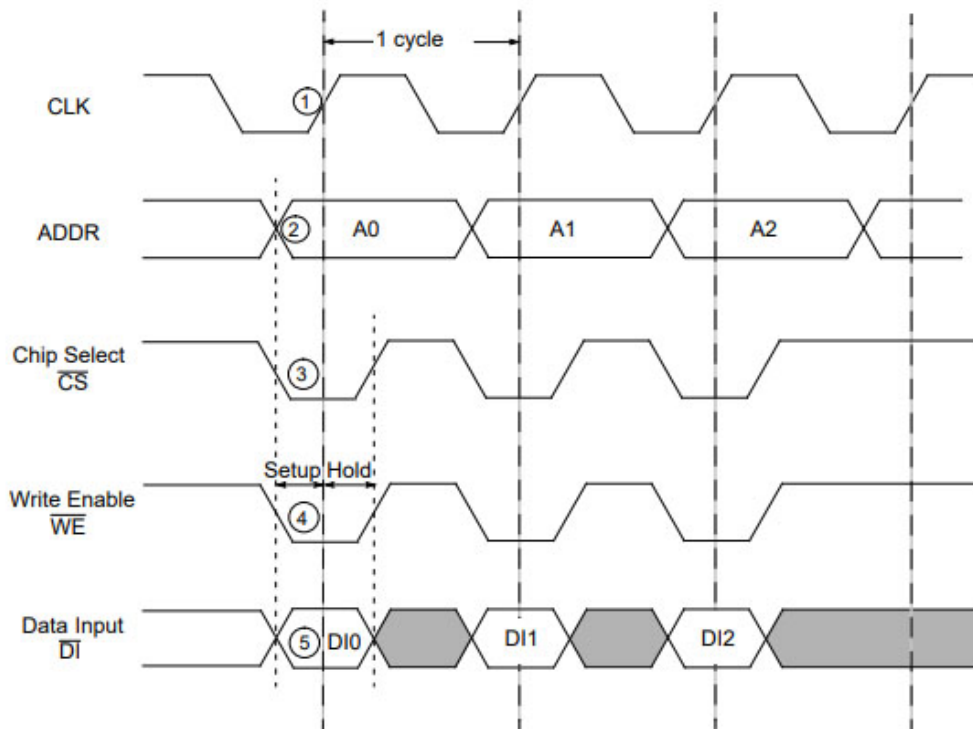 1 cycle
CLK
1
ADDR
2
A0
A1
A2
Chip Select
CS
3
Setup Hold
Write Enable
WE
4
Data Input
DI
5
DI0
DI1
DI2